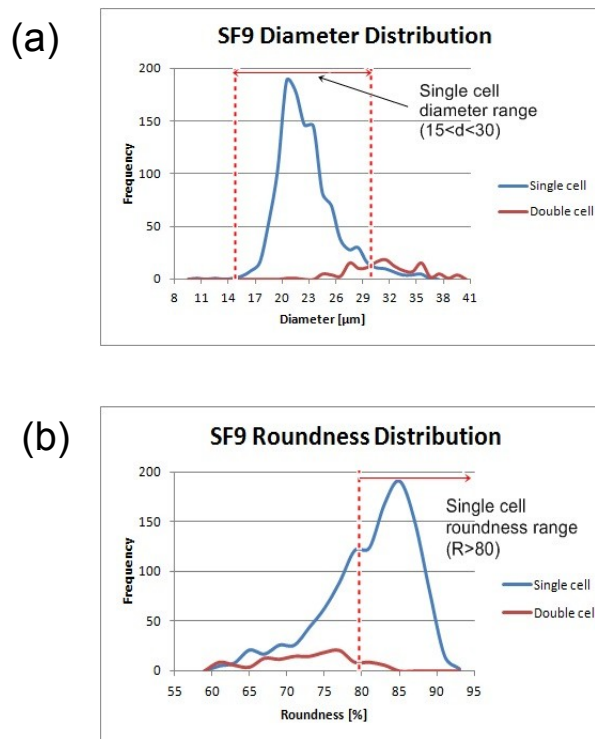 (a)
SF9 Diameter Distribution
200
150
100
50
0
Frequency
Single cell
diameter range
(15<d<30)
Single cell
Double cell
8 11 14 17 20 23 26 29 32 35 38 41
Diameter [µm]
(b)
SF9 Roundness Distribution
200
150
100
50
0
Frequency
Single cell
roundness range
(R>80)
Single cell
Double cel
55 60 65 70 75 80 85 90 95
Roundness [%]